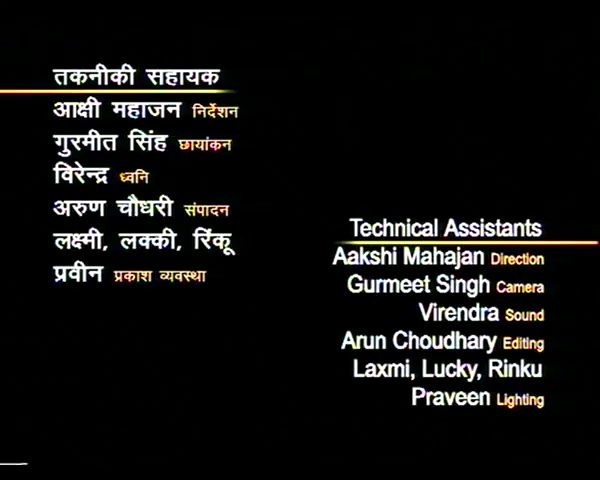 तकनीकी सहायक
आक्षी महाजन निर्देशन
गुरमीत सिंह छायांकन
विरेन्द्र ध्वनि
अरुण चौधरी संपादन
लक्ष्मी, लक्की, रिंकू
प्रवीन प्रकाश व्यवस्था
Technical Assistants
Aakshi Mahajan Direction
Gurmeet Singh Camera
Virendra Sound
Arun Choudhary Editing
Laxmi, Lucky, Rinku
Praveen Lighting